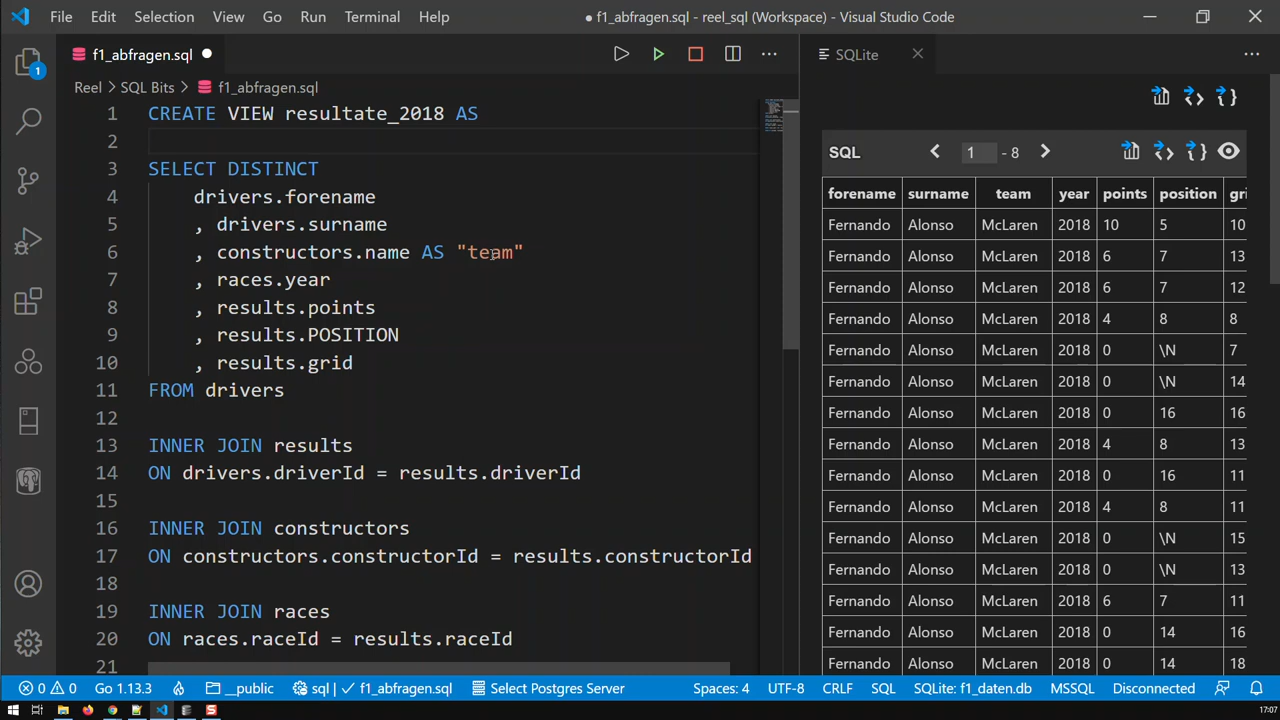 File Edit Selection View Go Run Terminal Help
● f1_abfragen.sql - reel_sql (Workspace) - Visual Studio Code
f1_abfragen.sql ●
SQLite
1
Reel > SQL Bits > f1_abfragen.sql
1 CREATE VIEW resultate_2018 AS
2
3 SELECT DISTINCT
4 drivers.forename
5 , drivers.surname
6 , constructors.name AS "team"
7 , races.year
8 , results.points
9 , results.POSITION
10 , results.grid
11 FROM drivers
12
13 INNER JOIN results
14 ON drivers.driverId = results.driverId
15
16 INNER JOIN constructors
17 ON constructors.constructorId = results.constructorId
18
19 INNER JOIN races
20 ON races.raceId = results.raceId
21
SQL < 1 - 8 >
forename surname team year points position gri
Fernando Alonso McLaren 2018 10 5 10
Fernando Alonso McLaren 2018 6 7 13
Fernando Alonso McLaren 2018 6 7 12
Fernando Alonso McLaren 2018 4 8 8
Fernando Alonso McLaren 2018 0 \N 7
Fernando Alonso McLaren 2018 0 \N 14
Fernando Alonso McLaren 2018 0 16 16
Fernando Alonso McLaren 2018 4 8 13
Fernando Alonso McLaren 2018 0 16 11
Fernando Alonso McLaren 2018 4 8 11
Fernando Alonso McLaren 2018 0 \N 15
Fernando Alonso McLaren 2018 0 \N 13
Fernando Alonso McLaren 2018 6 7 11
Fernando Alonso McLaren 2018 0 14 16
Fernando Alonso McLaren 2018 0 14 18
0 0 Go 1.13.3 __public sql | ✓ f1_abfragen.sql Select Postgres Server Spaces: 4 UTF-8 CRLF SQL SQLite: f1_daten.db MSSQL Disconnected
17:07